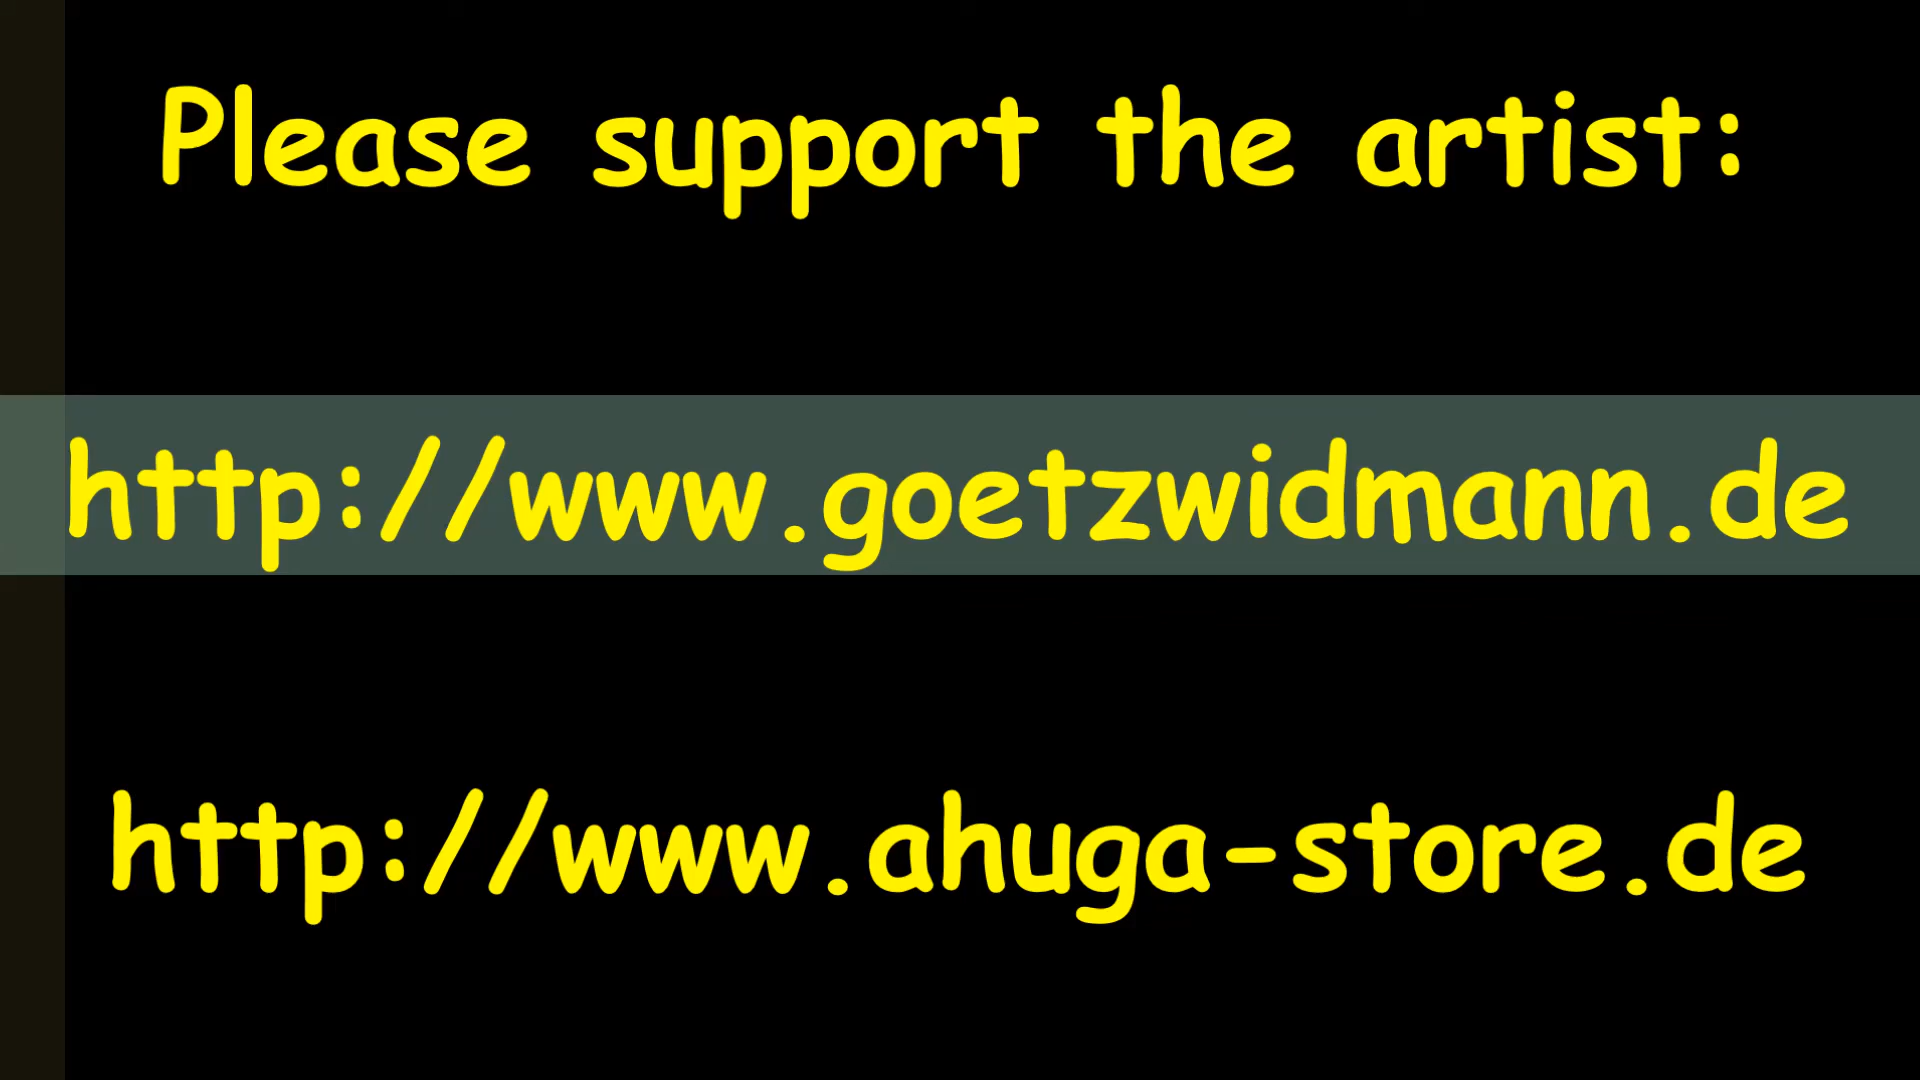 Please support the artist:
http://www.goetzwidmann.de
http://www.ahuga-store.de